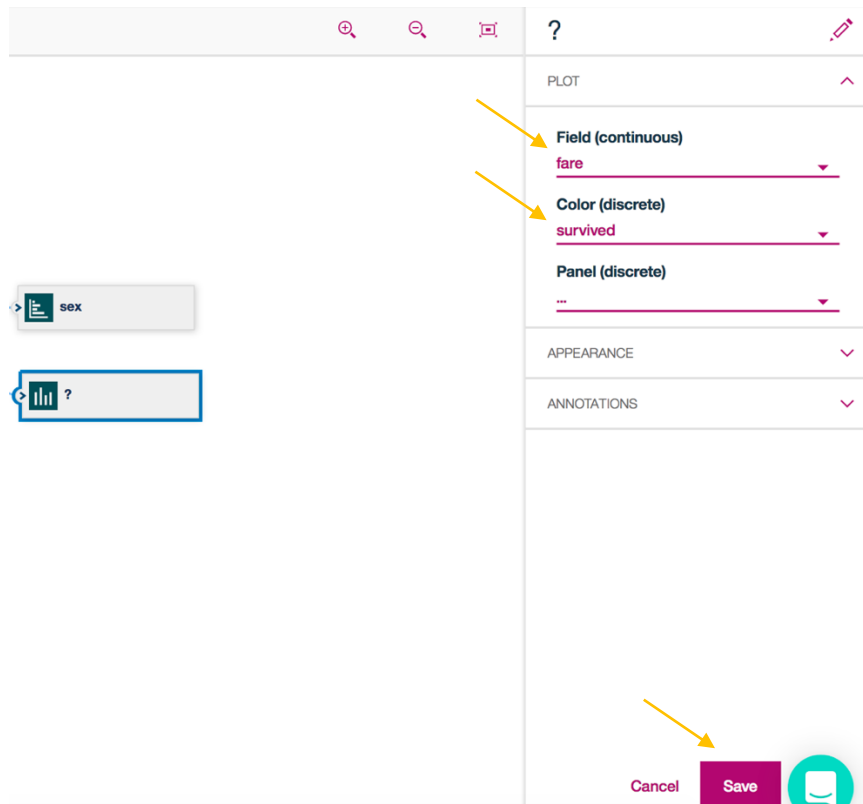 ?
PLOT
Field (continuous)
fare
Color (discrete)
survived
Panel (discrete)
...
sex
?
APPEARANCE
ANNOTATIONS
Cancel
Save